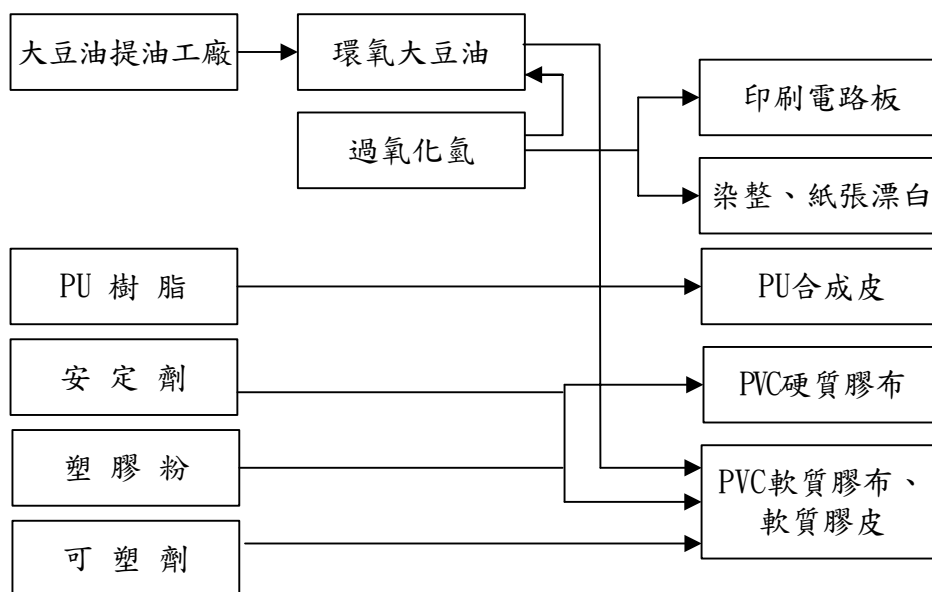 大豆油提油工廠
環氧大豆油
過氧化氫
印刷電路板
染整、紙張漂白
PU 樹 脂
PU合成皮
安 定 劑
PVC硬質膠布
塑 膠 粉
PVC軟質膠布、
軟質膠皮
可 塑 劑